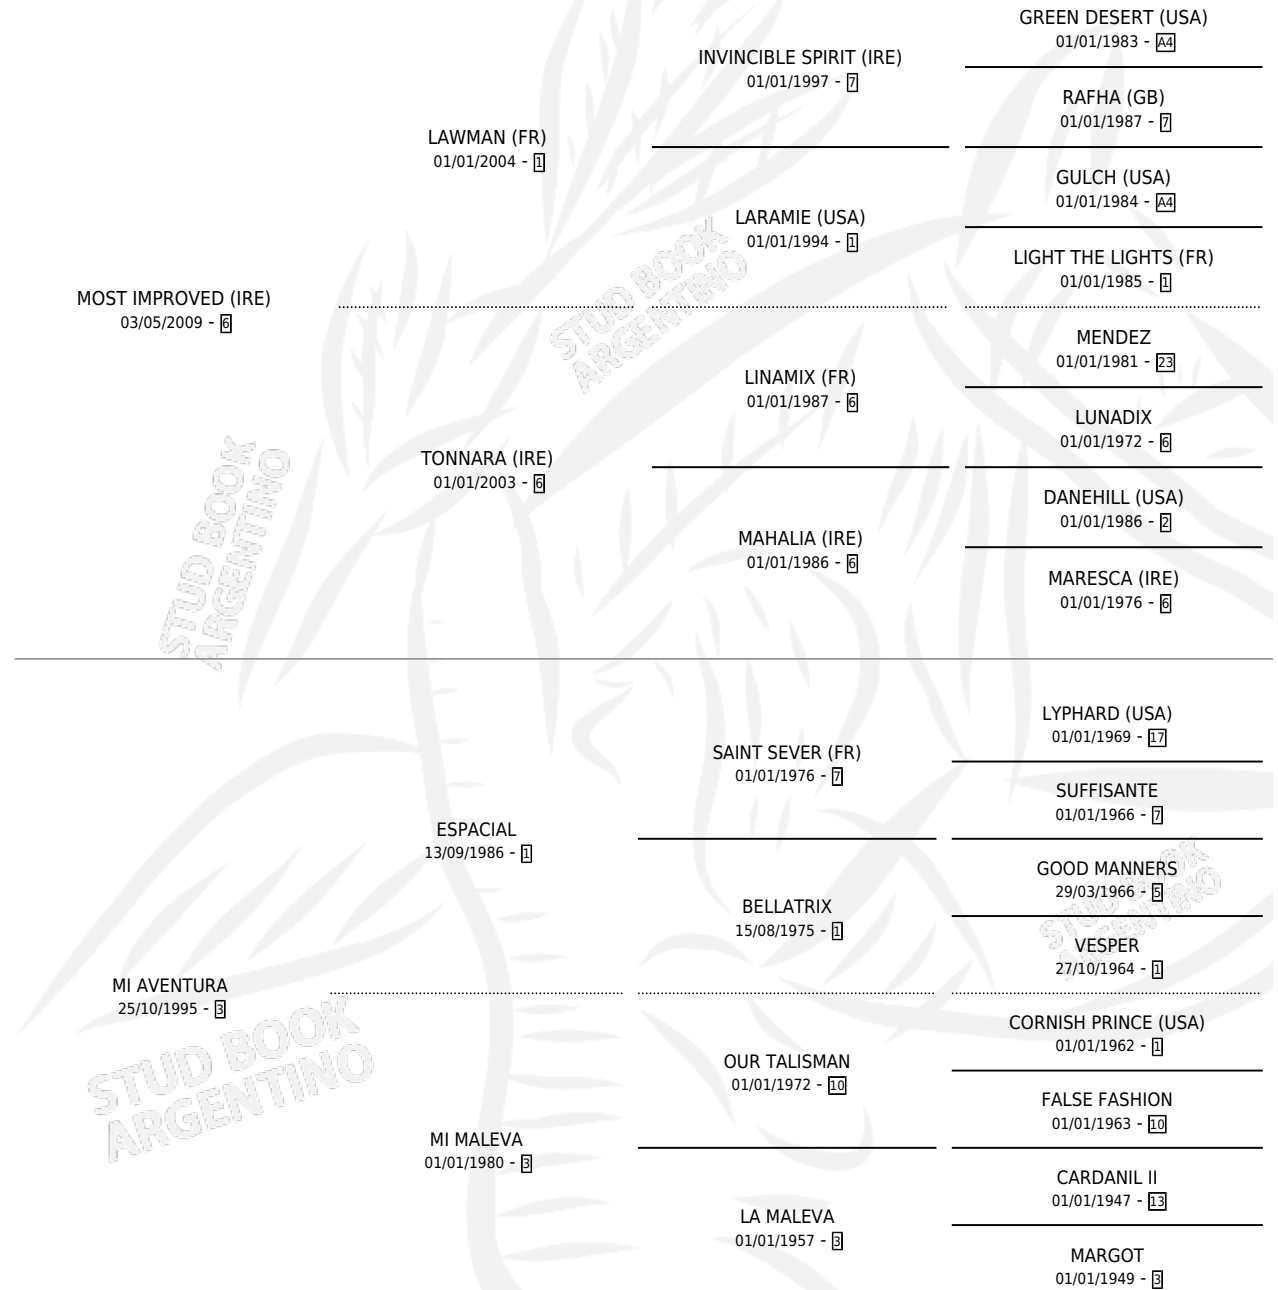 GREEN DESERT (USA)
01/01/1983 - A4
INVINCIBLE SPIRIT (IRE)
01/01/1997 - 7
RAFHA (GB)
01/01/1987 - 7
LAWMAN (FR)
01/01/2004 - 1
GULCH (USA)
01/01/1984 - A4
LARAMIE (USA)
01/01/1994 - 1
LIGHT THE LIGHTS (FR)
01/01/1985 - 1
MOST IMPROVED (IRE)
03/05/2009 - 6
MENDEZ
01/01/1981 - 23
LINAMIX (FR)
01/01/1987 - 6
LUNADIX
01/01/1972 - 6
TONNARA (IRE)
01/01/2003 - 6
DANEHILL (USA)
01/01/1986 - 2
MAHALIA (IRE)
01/01/1986 - 6
MARESCA (IRE)
01/01/1976 - 6
LYPHARD (USA)
01/01/1969 - 17
SAINT SEVER (FR)
01/01/1976 - 7
SUFFISANTE
01/01/1966 - 7
ESPACIAL
13/09/1986 - 1
GOOD MANNERS
29/03/1966 - 5
BELLATRIX
15/08/1975 - 1
VESPER
27/10/1964 - 1
MI AVENTURA
25/10/1995 - 3
CORNISH PRINCE (USA)
01/01/1962 - 1
OUR TALISMAN
01/01/1972 - 10
FALSE FASHION
01/01/1963 - 10
MI MALEVA
01/01/1980 - 3
CARDANIL II
01/01/1947 - 13
LA MALEVA
01/01/1957 - 3
MARGOT
01/01/1949 - 3
STUD BOOK
ARGENTINO
STUD BOOK
ARGENTINO
STUD BOOK
ARGENTINO
STUD BOOK
ARGENTINO